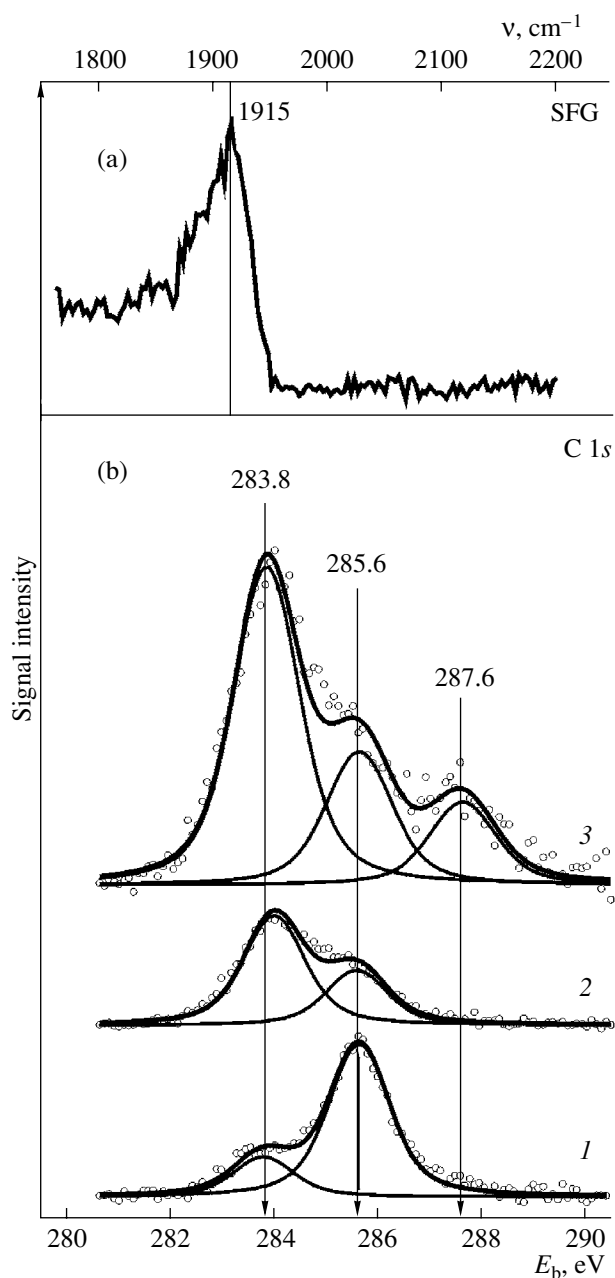 ν, cm⁻¹
1800 1900 2000 2100 2200
1915
SFG
(a)
C 1s
(b)
283.8
285.6
287.6
Signal intensity
3
2
1
280 282 284 286 288 290
E_b, eV